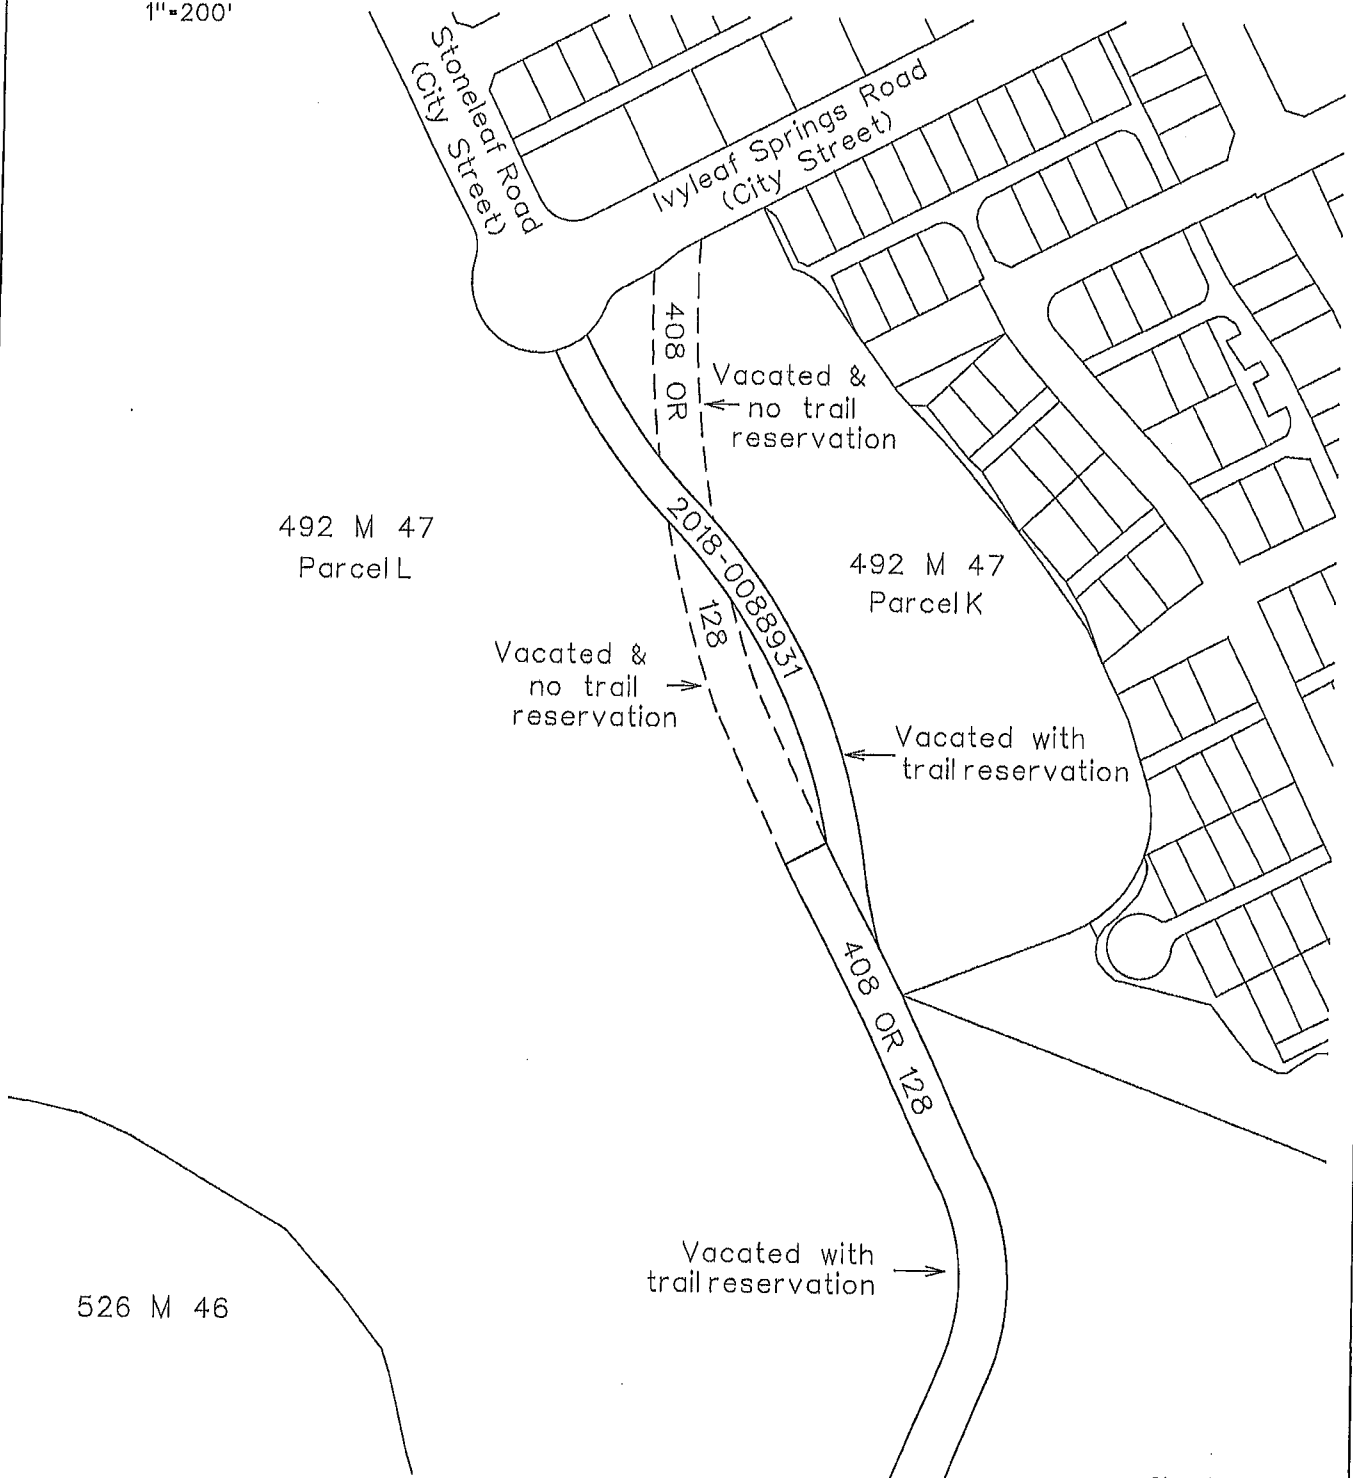 1"=200'
Stoneleaf Road
(City Street)
Ivyleaf Springs Road
(City Street)
408 OR
Vacated &
no trail
reservation
492 M 47
Parcel L
2018-0088931
492 M 47
Parcel K
128
Vacated &
no trail
reservation
Vacated with
trail reservation
408 OR 128
Vacated with
trail reservation
526 M 46